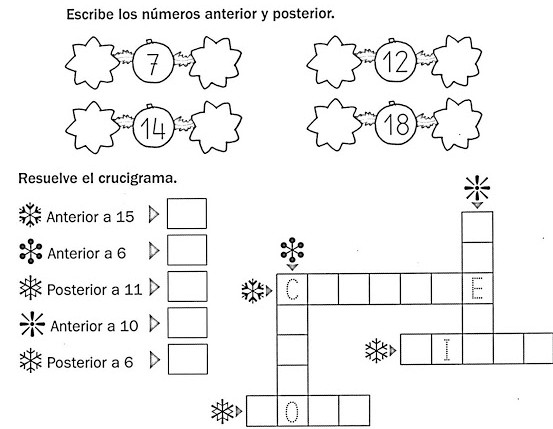 Escribe los números anterior y posterior.
7
12
14
18
Resuelve el crucigrama.
Anterior a 15
Anterior a 6
Posterior a 11
Anterior a 10
Posterior a 6
C
E
I
O